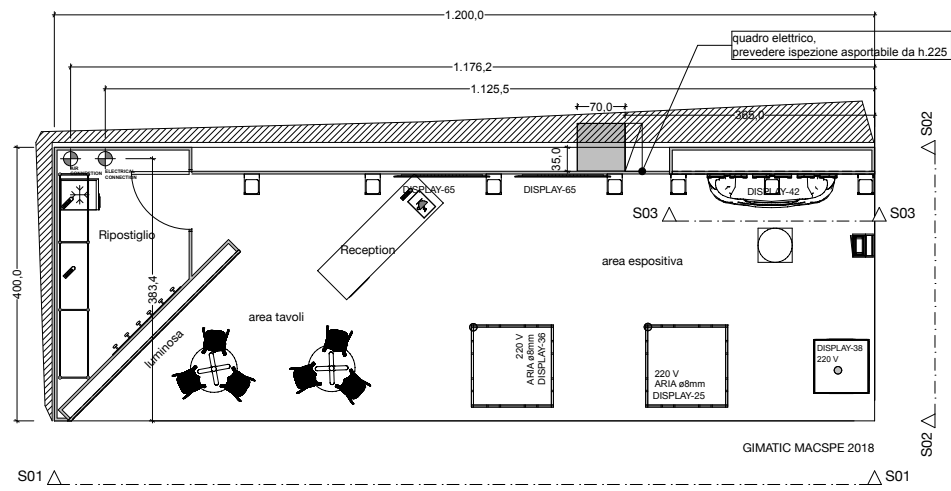 1.200,0
quadro elettrico,
prevedere ispezione asportabile da h.225
1.176,2
1.125,5
70,0
365,0
35,0
S02
AIR
CONNECTION
ELECTRICAL
CONNECTION
DISPLAY-65
DISPLAY-65
DISPLAY-42
S03
S03
Ripostiglio
Reception
area espositiva
400,0
383,4
area tavoli
luminosa
220 V
ARIA ø8mm
DISPLAY-36
220 V
ARIA ø8mm
DISPLAY-25
DISPLAY-38
220 V
S02
GIMATIC MACSPE 2018
S01
S01